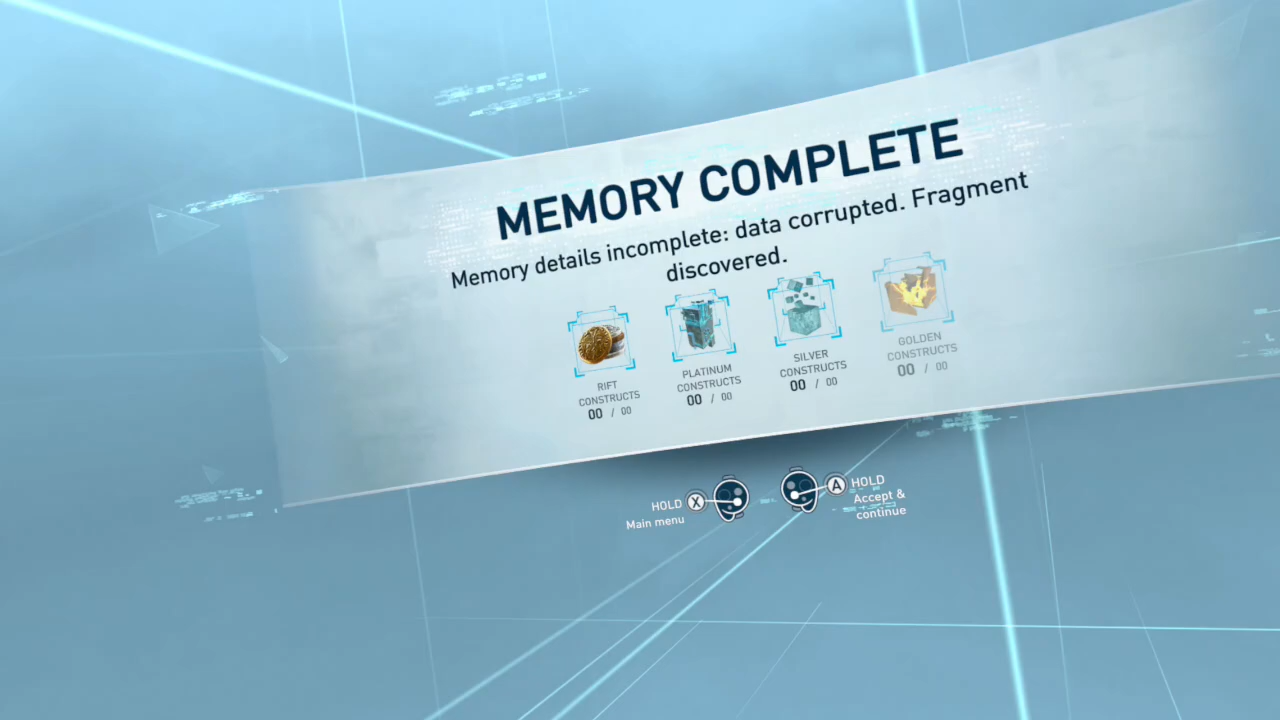 MEMORY COMPLETE
Memory details incomplete: data corrupted. Fragment
discovered.
RIFT
CONSTRUCTS
00 / 00
PLATINUM
CONSTRUCTS
00 / 00
SILVER
CONSTRUCTS
00 / 00
GOLDEN
CONSTRUCTS
00 / 00
HOLD X
Main menu
A HOLD
Accept &
continue